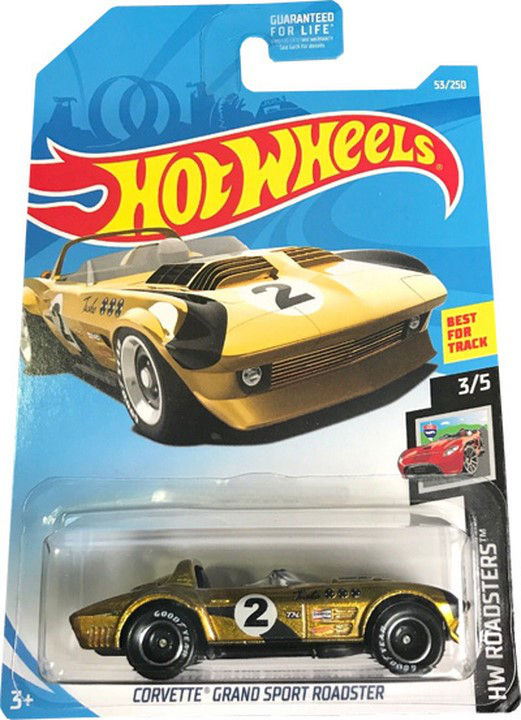 GUARANTEED
FOR LIFE*
53/250
HOT WHEELS
2
2
BEST
FOR
TRACK
3/5
HW ROADSTERS™
2
GOODYEAR
3+
CORVETTE® GRAND SPORT ROADSTER